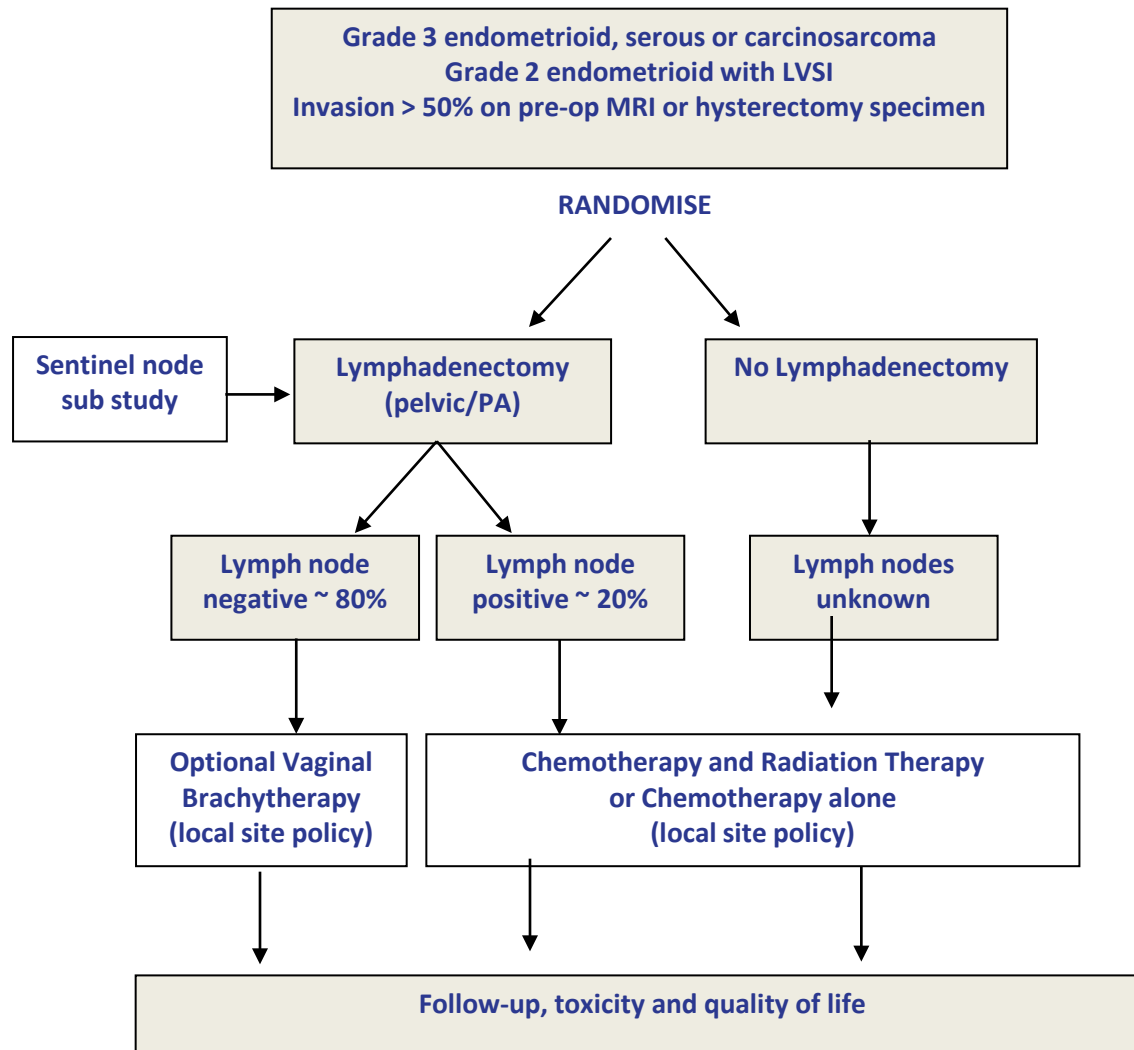 Grade 3 endometrioid, serous or carcinosarcoma
Grade 2 endometrioid with LVSI
Invasion > 50% on pre-op MRI or hysterectomy specimen
RANDOMISE
Sentinel node
sub study
Lymphadenectomy
(pelvic/PA)
No Lymphadenectomy
Lymph node
negative ~ 80%
Lymph node
positive ~ 20%
Lymph nodes
unknown
Optional Vaginal
Brachytherapy
(local site policy)
Chemotherapy and Radiation Therapy
or Chemotherapy alone
(local site policy)
Follow-up, toxicity and quality of life